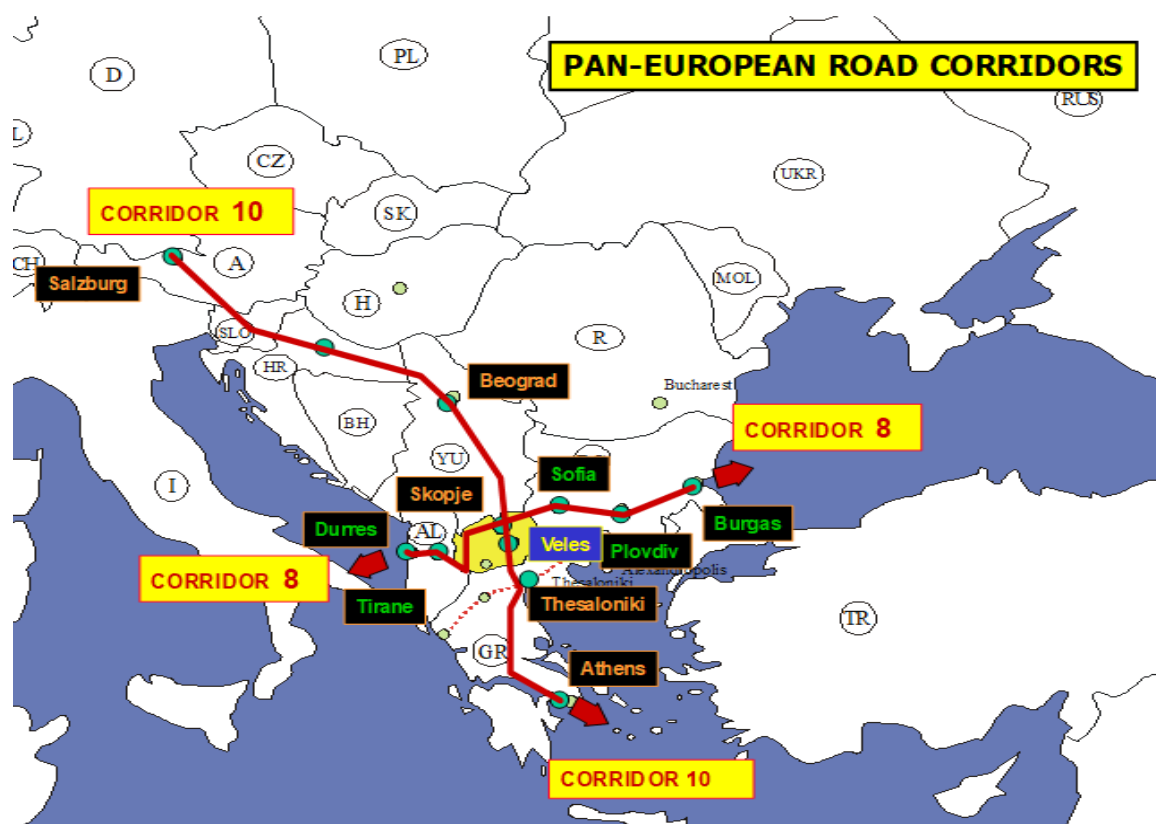 PAN-EUROPEAN ROAD CORRIDORS
D
PL
RUS
L
CZ
UKR
SK
CORRIDOR 10
CH
A
MOL
Salzburg
H
SLO
R
HR
Beograd
Bucharest
BH
CORRIDOR 8
YU
Sofia
I
Skopje
Durres
AL
Veles
Plovdiv
Burgas
CORRIDOR 8
Alexandropolis
Thesaloniki
Tirane
Thesaloniki
TR
GR
Athens
CORRIDOR 10